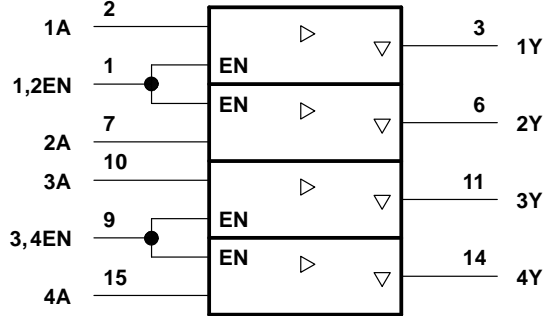 1A 2 3 1Y
1,2EN 1 EN
EN 6 2Y
2A 7
3A 10 11 3Y
3,4EN 9 EN
EN 14 4Y
4A 15